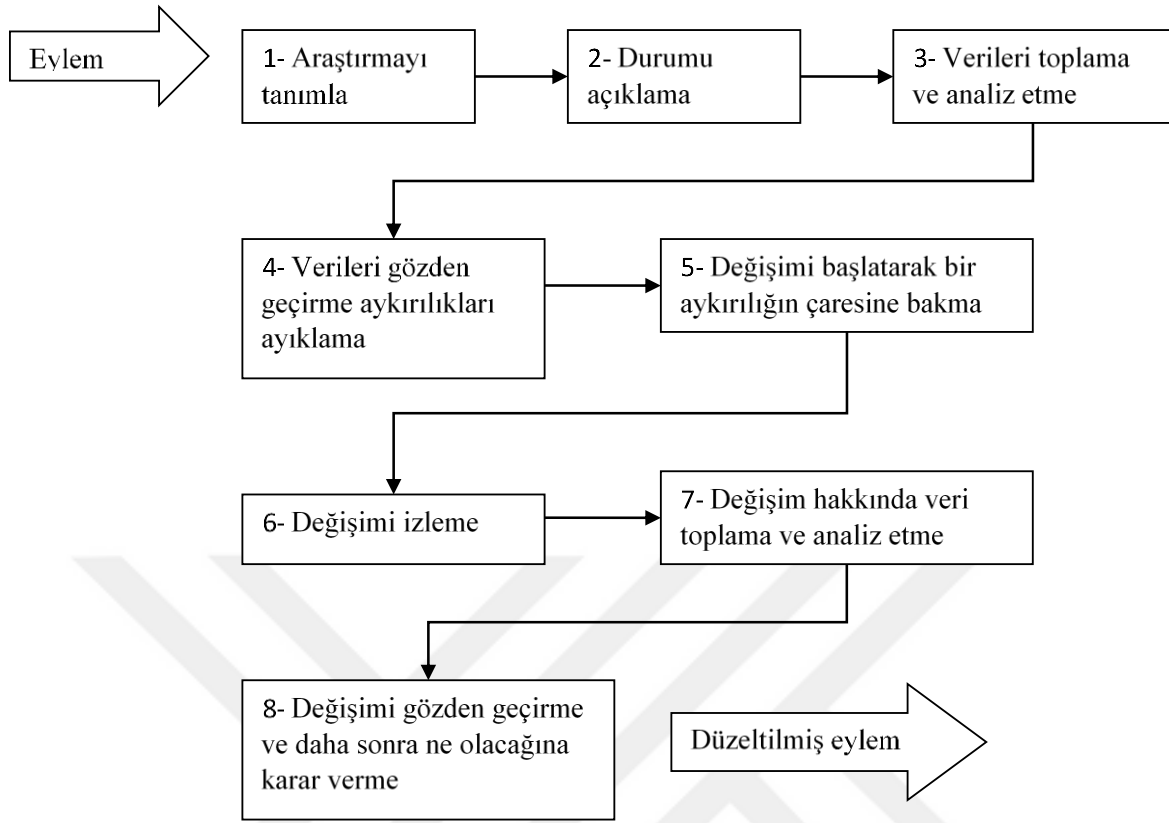 Eylem
1- Araştırmayı
tanımla
2- Durumu
açıklama
3- Verileri toplama
ve analiz etme
4- Verileri gözden
geçirme aykırılıkları
ayıklama
5- Değişimi başlatarak bir
aykırılığın çaresine bakma
6- Değişimi izleme
7- Değişim hakkında veri
toplama ve analiz etme
8- Değişimi gözden geçirme
ve daha sonra ne olacağına
karar verme
Düzeltilmiş eylem